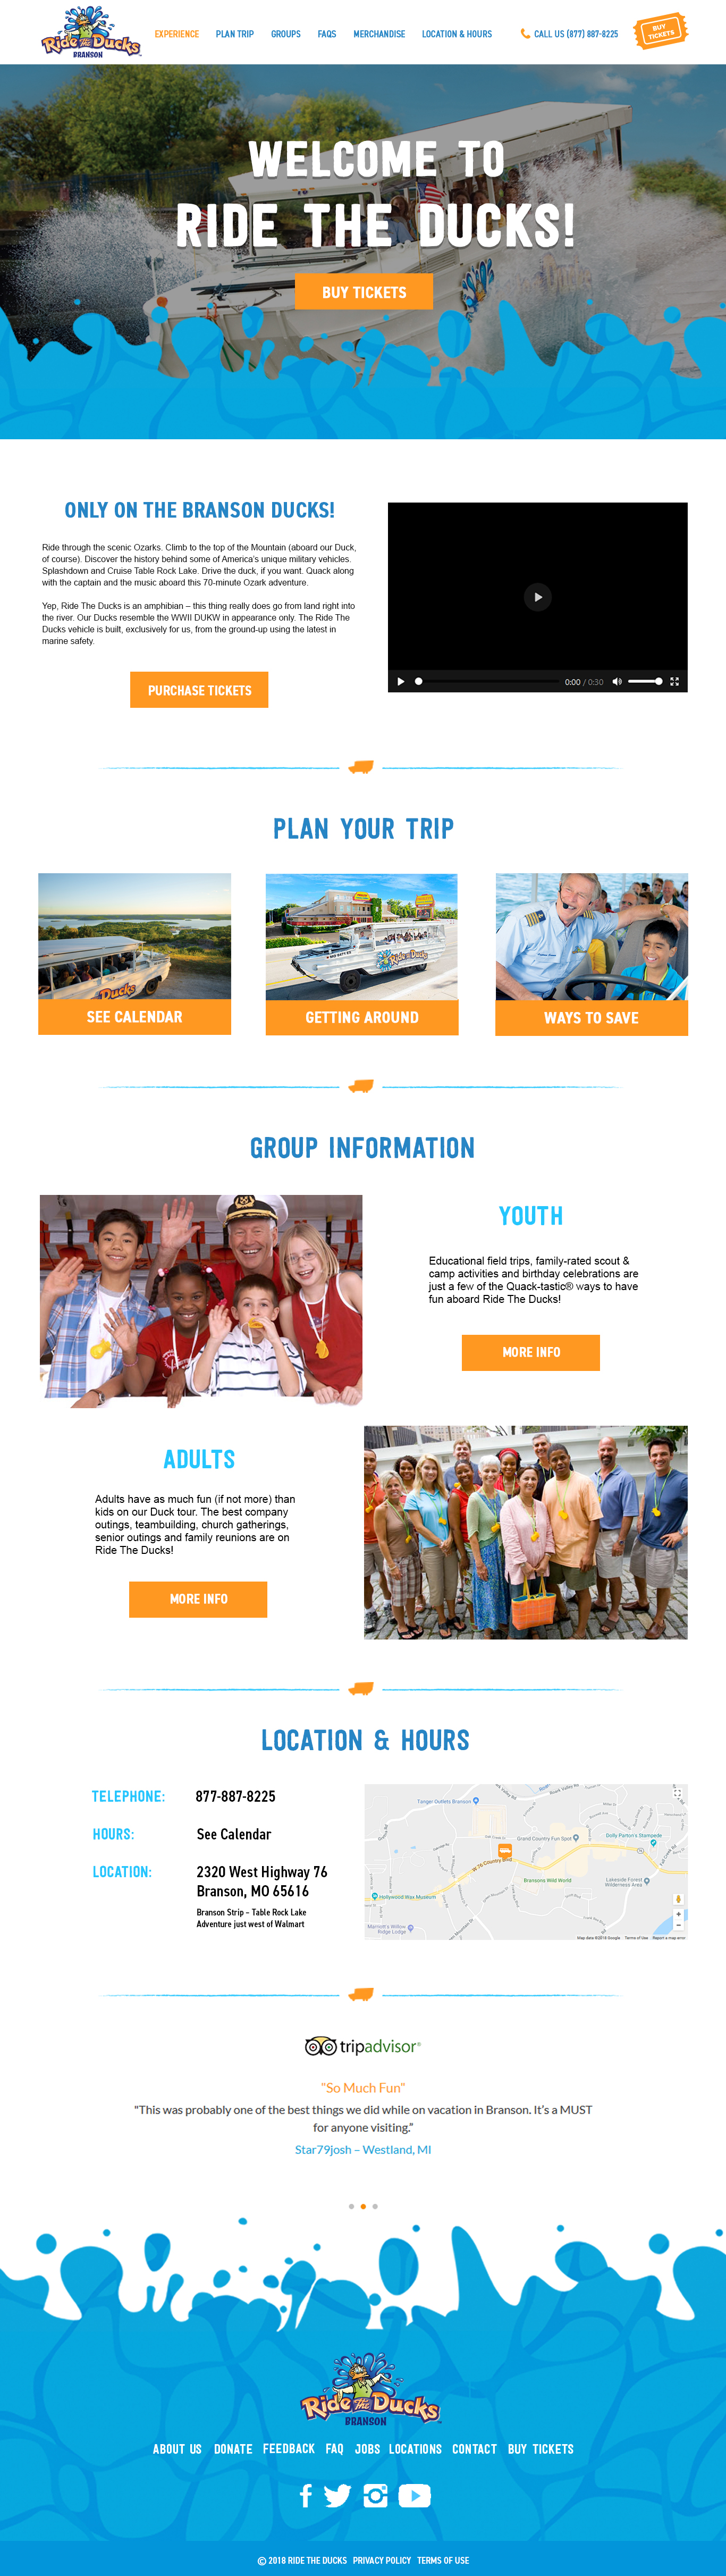 Ride The Ducks
BRANSON
EXPERIENCE PLAN TRIP GROUPS FAQS MERCHANDISE LOCATION & HOURS CALL US (877) 887-8225
BUY
TICKETS
WELCOME TO
RIDE THE DUCKS!
BUY TICKETS
ONLY ON THE BRANSON DUCKS!
Ride through the scenic Ozarks. Climb to the top of the Mountain (aboard our Duck,
of course). Discover the history behind some of America's unique military vehicles.
Splashdown and Cruise Table Rock Lake. Drive the duck, if you want. Quack along
with the captain and the music aboard this 70-minute Ozark adventure.
Yep, Ride The Ducks is an amphibian – this thing really does go from land right into
the river. Our Ducks resemble the WWII DUKW in appearance only. The Ride The
Ducks vehicle is built, exclusively for us, from the ground-up using the latest in
marine safety.
PURCHASE TICKETS
0:00 / 0:30
PLAN YOUR TRIP
Ducks
Ride The Ducks
SEE CALENDAR
GETTING AROUND
WAYS TO SAVE
GROUP INFORMATION
YOUTH
Educational field trips, family-rated scout &
camp activities and birthday celebrations are
just a few of the Quack-tastic® ways to have
fun aboard Ride The Ducks!
MORE INFO
ADULTS
Adults have as much fun (if not more) than
kids on our Duck tour. The best company
outings, teambuilding, church gatherings,
senior outings and family reunions are on
Ride The Ducks!
MORE INFO
LOCATION & HOURS
TELEPHONE: 877-887-8225
HOURS: See Calendar
LOCATION: 2320 West Highway 76
Branson, MO 65616
Branson Strip – Table Rock Lake
Adventure just west of Walmart
Tanger Outlets Branson
Grand Country Fun Spot
Dolly Parton's Stampede
W 76 Country Blvd
Bransons Wild World
Lakeside Forest
Wilderness Area
Hollywood Wax Museum
Marriott's Willow
Ridge Lodge
Map data ©2018 Google Terms of Use Report a map error
tripadvisor®
"So Much Fun"
"This was probably one of the best things we did while on vacation in Branson. It's a MUST
for anyone visiting."
Star79josh – Westland, MI
Ride The Ducks
BRANSON
ABOUT US DONATE FEEDBACK FAQ JOBS LOCATIONS CONTACT BUY TICKETS
© 2018 RIDE THE DUCKS PRIVACY POLICY TERMS OF USE